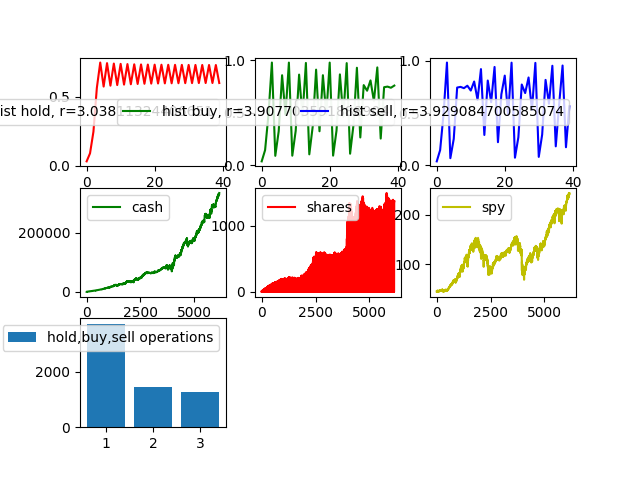 1.0
1.0
0.5
ist hold, r=3.038
hist buy, r=3.9077
hist sell, r=3.929084700585074
0.0
0.0
0.0
0 20 40
0 20 40
0 20 40
cash
shares
spy
200000
1000
200
100
0
0
0 2500 5000
0 2500 5000
0 2500 5000
hold,buy,sell operations
2000
0
1 2 3